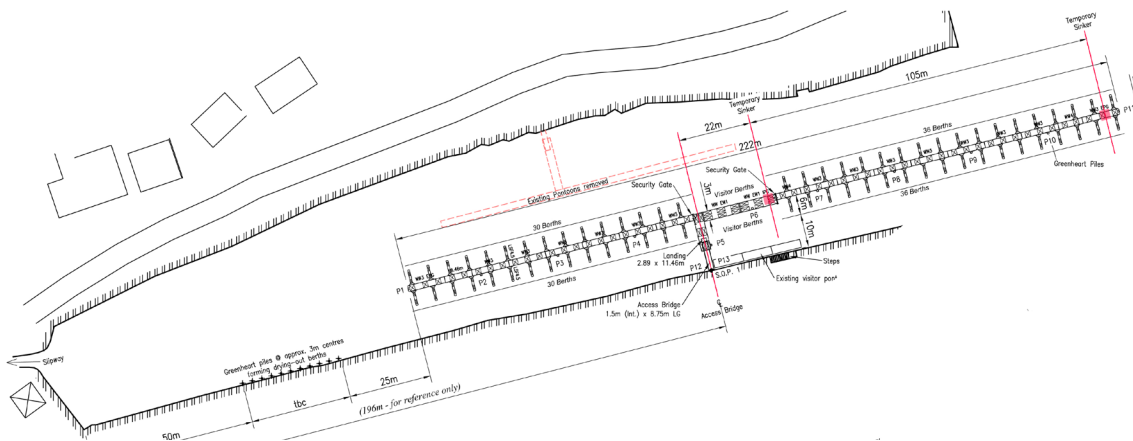 Temporary
Sinker
105m
Temporary
Sinker
22m
222m
36 Berths
P11
P10
Greenheart Piles
P9
P8
36 Berths
P7
Security Gate
Existing Pontoons removed
Security Gate
3m
Visitor Berths
P6
6m
Visitor Berths
10m
30 Berths
P5
P4
Landing
2.89 x 11.46m
P3
P12
P13
Steps
S.O.P. 1
Existing visitor pont
P2
P1
30 Berths
Access Bridge
1.5m (Int.) x 8.75m LG
Access Bridge
Slipway
Greenheart piles @ approx. 3m centres
forming drying-out berths
25m
tbc
(196m - for reference only)
50m